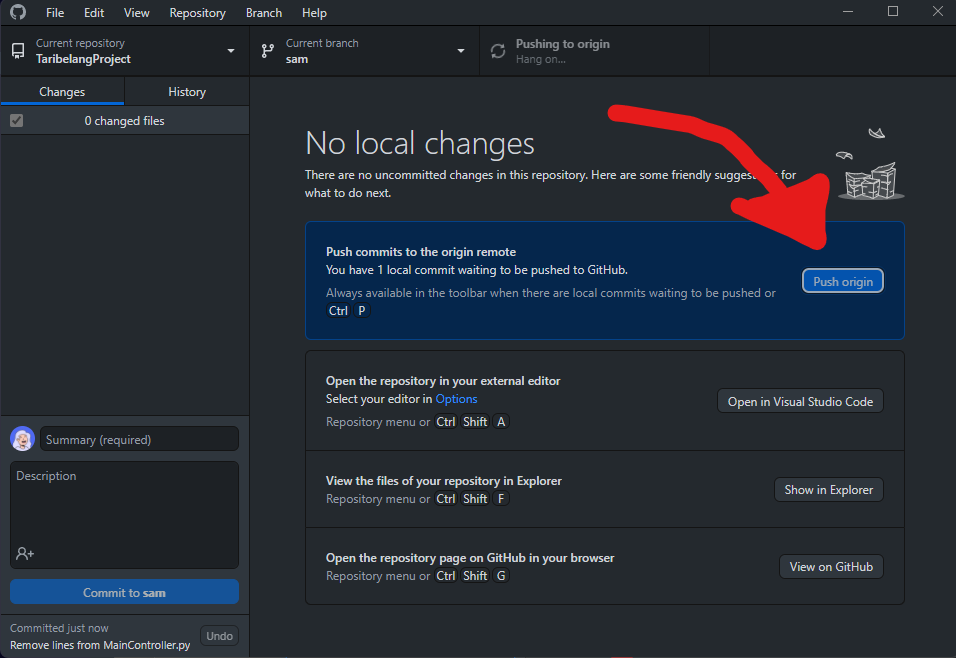 File Edit View Repository Branch Help
Current repository
TaribelangProject
Current branch
sam
Pushing to origin
Hang on...
Changes
History
0 changed files
No local changes
There are no uncommitted changes in this repository. Here are some friendly for
what to do next.
Push commits to the origin remote
You have 1 local commit waiting to be pushed to GitHub.
Always available in the toolbar when there are local commits waiting to be pushed or
Ctrl P
Push origin
Open the repository in your external editor
Select your editor in Options
Repository menu or Ctrl Shift A
Open in Visual Studio Code
View the files of your repository in Explorer
Repository menu or Ctrl Shift F
Show in Explorer
Open the repository page on GitHub in your browser
Repository menu or Ctrl Shift G
View on GitHub
Summary (required)
Description
Commit to sam
Committed just now
Remove lines from MainController.py
Undo